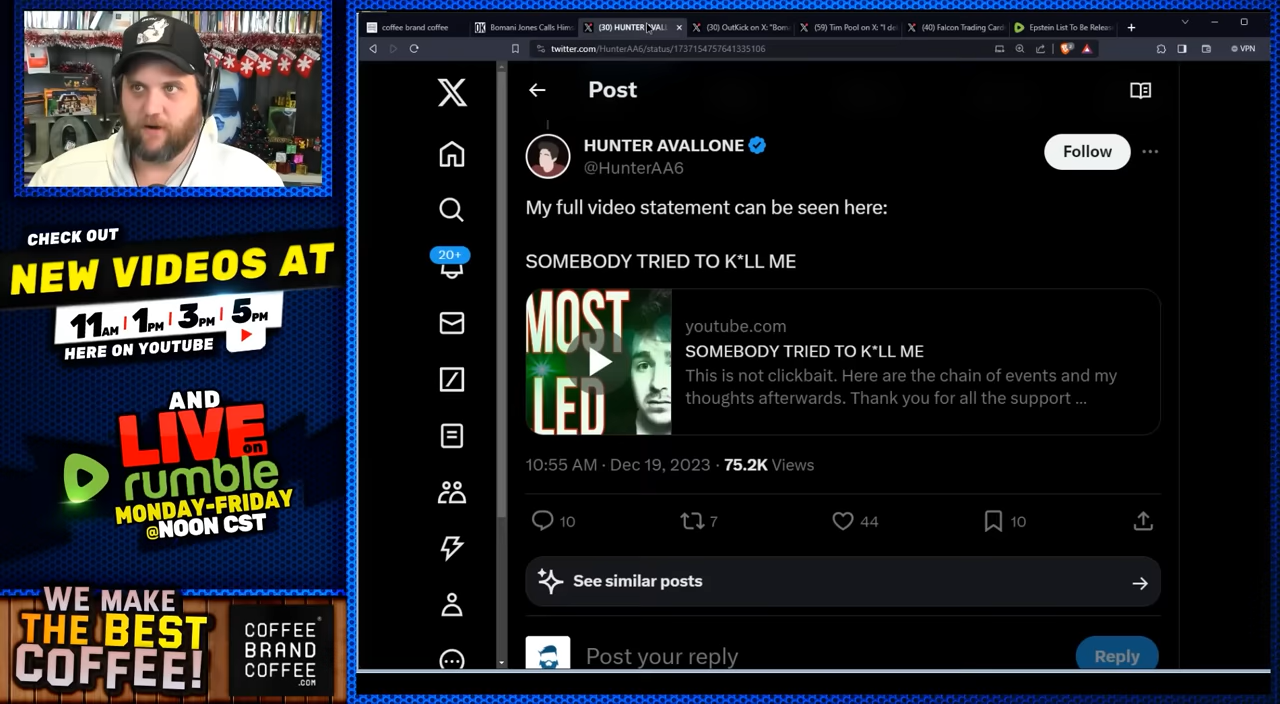 coffee brand coffee
OK
Bomani Jones Calls Him
(30) HUNTER AVALL
(30) OutKick on X: "Bom
(59) Tim Pool on X: "I de
(40) Falcon Trading Card
Epstein List To Be Releas
twitter.com/HunterAA6/status/1737154757641335106
VPN
Post
HUNTER AVALLONE
@HunterAA6
Follow
My full video statement can be seen here:
SOMEBODY TRIED TO K*LL ME
MOST
LED
youtube.com
SOMEBODY TRIED TO K*LL ME
This is not clickbait. Here are the chain of events and my
thoughts afterwards. Thank you for all the support ...
10:55 AM · Dec 19, 2023 · 75.2K Views
10
7
44
10
See similar posts
Post your reply
Reply
20+
CHECK OUT
NEW VIDEOS AT
11AM | 1PM | 3PM | 5PM
HERE ON YOUTUBE
AND
LIVE on
rumble
MONDAY-FRIDAY
@NOON CST
WE MAKE
THE BEST
COFFEE!
COFFEE
BRAND
COFFEE
.COM